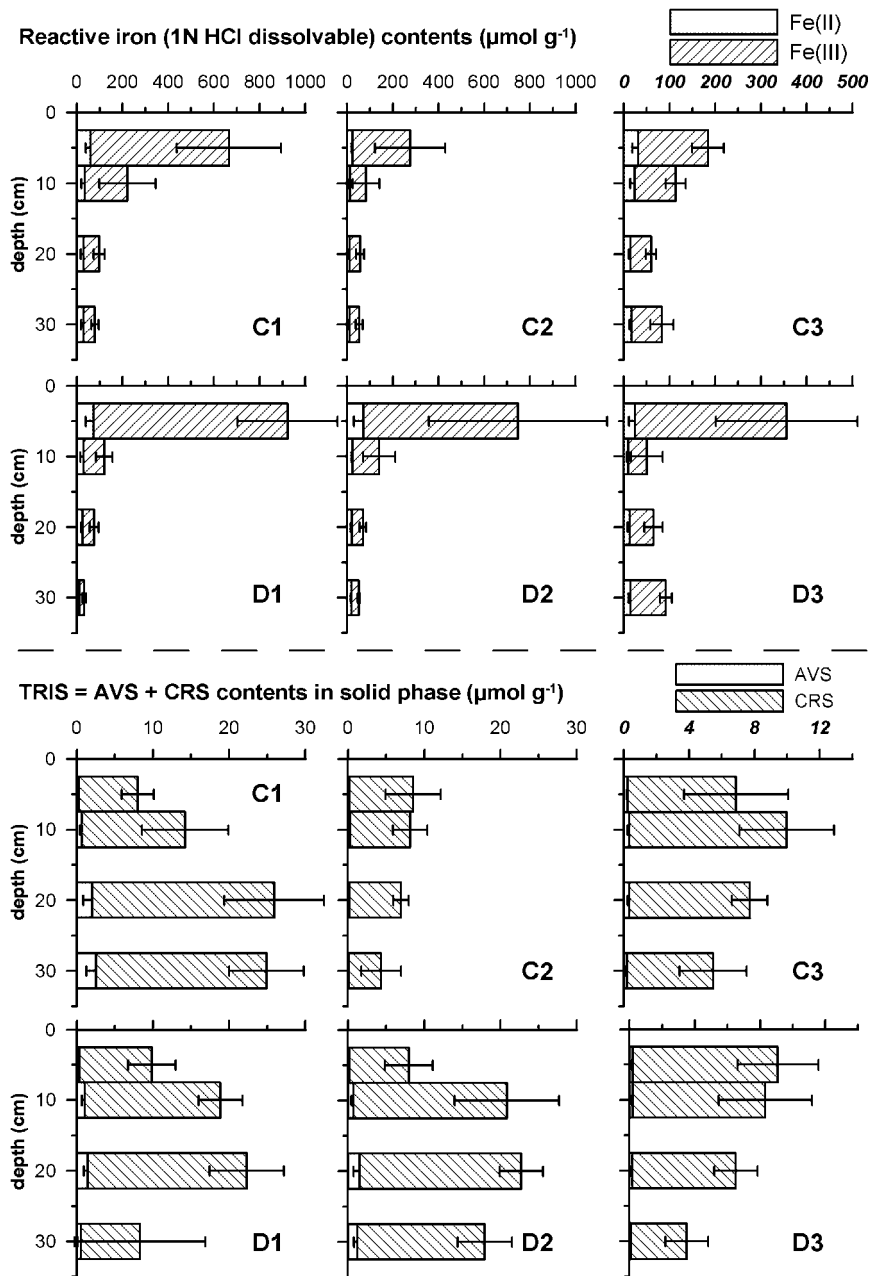 Reactive iron (1N HCl dissolvable) contents (µmol g-1)
Fe(II)
Fe(III)
0 200 400 600 800 1000
0 200 400 600 800 1000
0 100 200 300 400 500
0
10
20
30
depth (cm)
C1
C2
C3
0
10
20
30
depth (cm)
D1
D2
D3
TRIS = AVS + CRS contents in solid phase (µmol g-1)
AVS
CRS
0 10 20 30
0 10 20 30
0 4 8 12
0
10
20
30
depth (cm)
C1
C2
C3
0
10
20
30
depth (cm)
D1
D2
D3